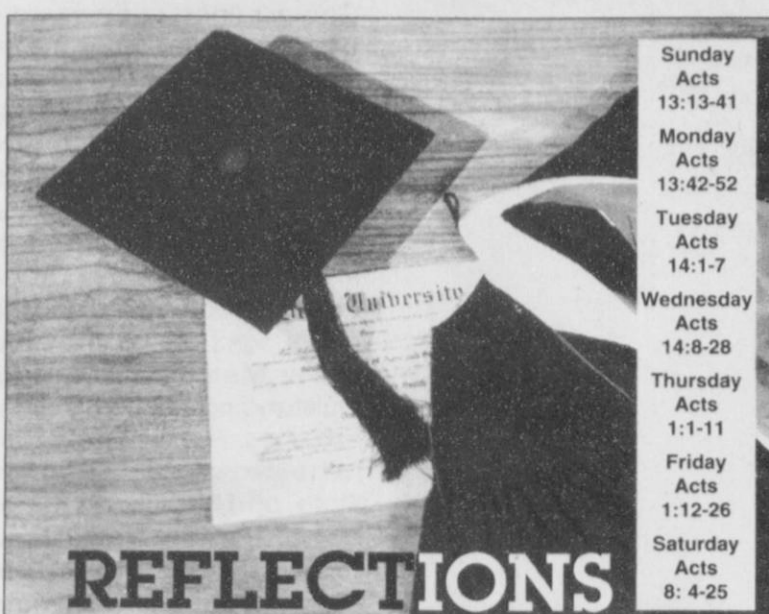 Sunday
Acts
13:13-41
Monday
Acts
13:42-52
Tuesday
Acts
14:1-7
Wednesday
Acts
14:8-28
Thursday
Acts
1:1-11
Friday
Acts
1:12-26
Saturday
Acts
8: 4-25
University
REFLECTIONS